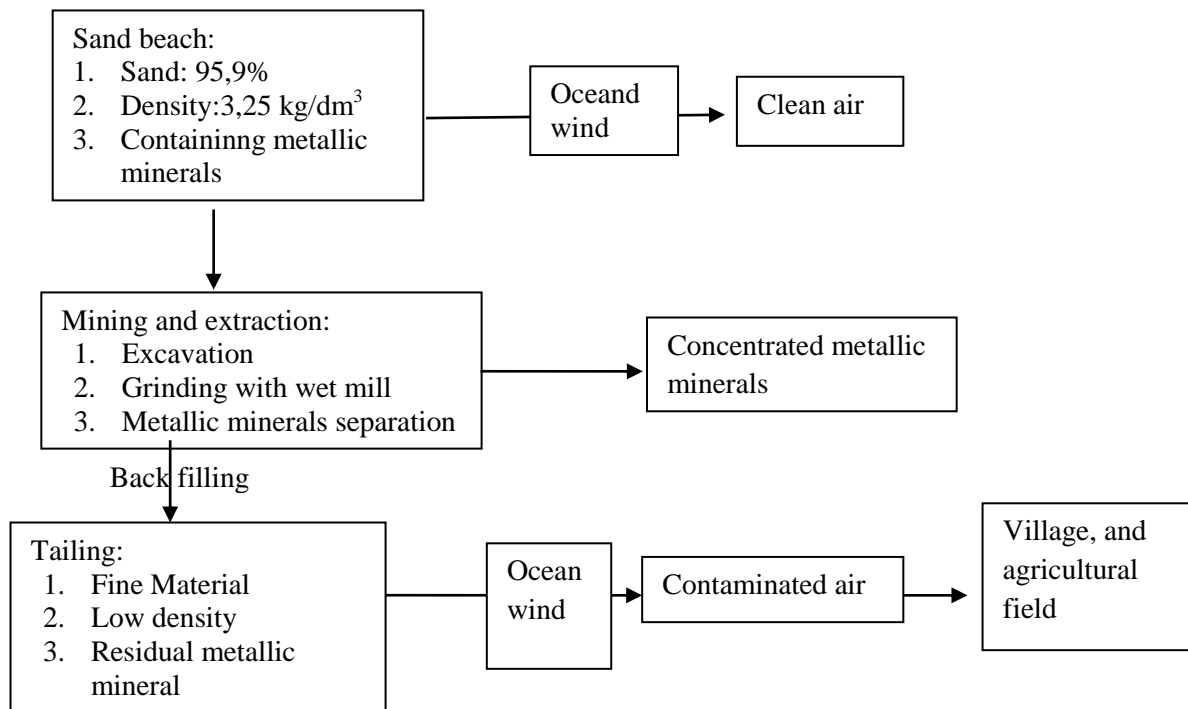 Sand beach:
1. Sand: 95,9%
2. Density:3,25 kg/dm3
3. Containinng metallic
minerals
Oceand
wind
Clean air
Mining and extraction:
1. Excavation
2. Grinding with wet mill
3. Metallic minerals separation
Concentrated metallic
minerals
Back filling
Tailing:
1. Fine Material
2. Low density
3. Residual metallic
mineral
Ocean
wind
Contaminated air
Village, and
agricultural
field